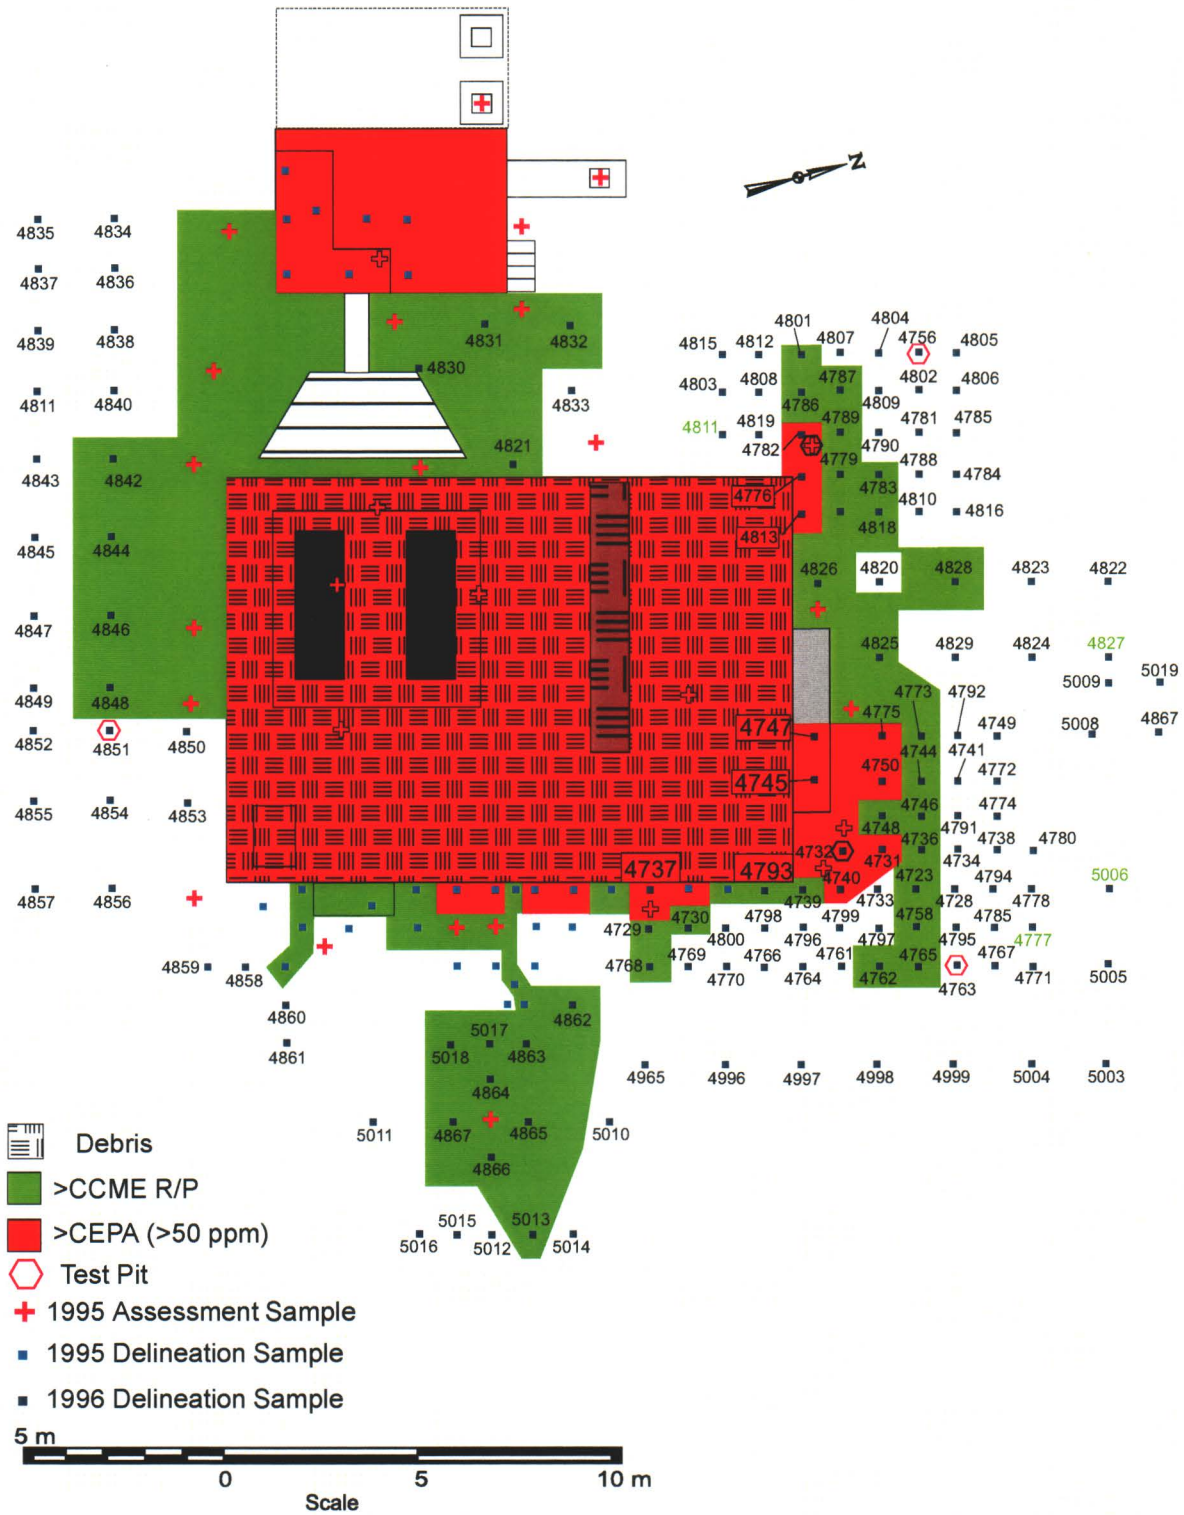 N
4835 4834
4837 4836
4839 4838
4811 4840
4831 4832
4830
4833
4821
4801 4807 4804 4756 4805
4815 4812
4803 4808 4787 4802 4806
4786 4809
4811 4819 4789 4781 4785
4782 4779 4790 4788
4776 4783 4784
4810
4813 4818 4816
4843 4842
4845 4844
4847 4846
4849 4848
4852 4851 4850
4855 4854 4853
4857 4856
4826 4820 4828 4823 4822
4825 4829 4824 4827
5009 5019
4773 4792
4747 4775 4749 5008 4867
4744 4741
4745 4750 4772
4746 4774
4748 4791
4732 4736 4738 4780
4731 4734
4737 4793 4740 4723 4794 5006
4739 4733 4728 4778
4730 4798 4799 4758 4785
4729 4800 4796 4797 4795 4777
4769 4766 4761 4765 4767
4768 4770 4764 4762 4763 4771 5005
4859 4858
4860
4861
4862
5017
5018 4863
4864
4965 4996 4997 4998 4999 5004 5003
5011 4867 4865 5010
4866
5015 5013
5016 5012 5014
Debris
>CCME R/P
>CEPA (>50 ppm)
Test Pit
1995 Assessment Sample
1995 Delineation Sample
1996 Delineation Sample
5 m
0 5 10 m
Scale